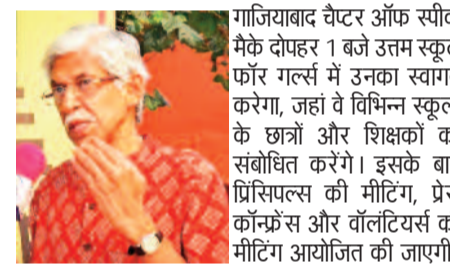 गाजियाबाद चैप्टर ऑफ
मैके दोपहर 1 बजे उत्तम
फॉर गर्ल्स में उनका
करेगा, जहां वे विभिन्न
के छात्रों और शिक्षकों
संबोधित करेंगे। इसके
प्रिंसिपल्स की मीटिंग,
कॉन्फ्रेंस और वॉलंटियर्स
मीटिंग आयोजित की जाएगी